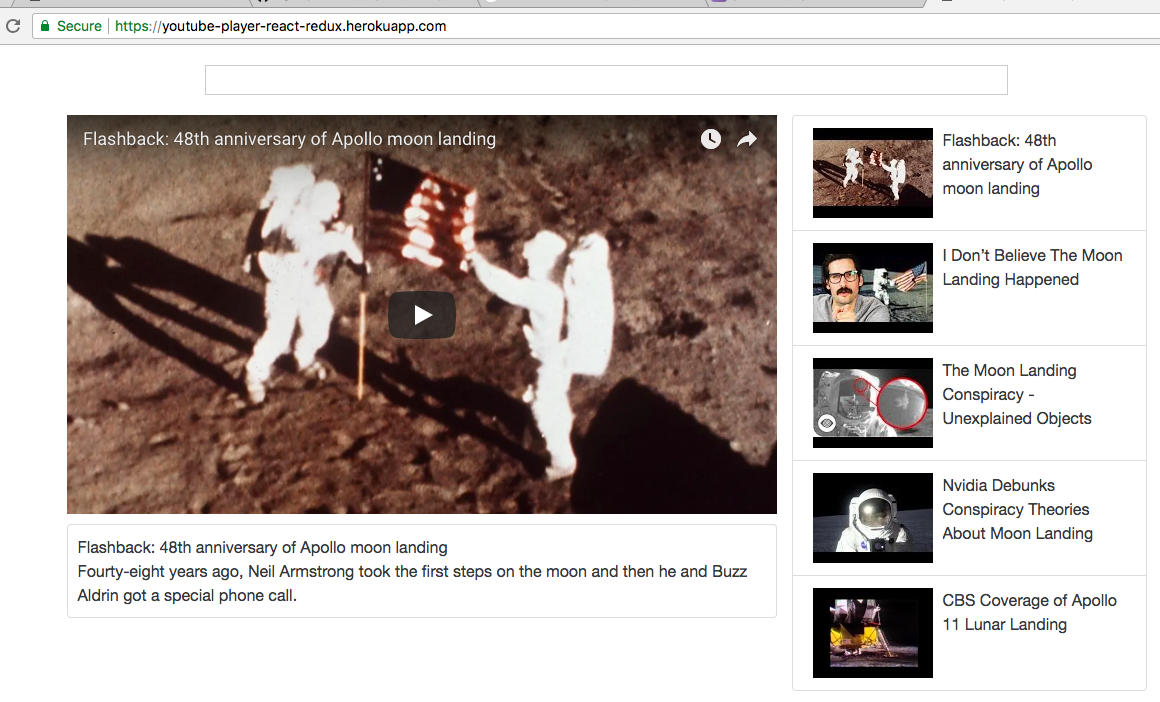 Secure https://youtube-player-react-redux.herokuapp.com
Flashback: 48th anniversary of Apollo moon landing
Flashback: 48th anniversary of Apollo moon landing
Fourty-eight years ago, Neil Armstrong took the first steps on the moon and then he and Buzz
Aldrin got a special phone call.
Flashback: 48th
anniversary of Apollo
moon landing
I Don’t Believe The Moon
Landing Happened
The Moon Landing
Conspiracy -
Unexplained Objects
Nvidia Debunks
Conspiracy Theories
About Moon Landing
CBS Coverage of Apollo
11 Lunar Landing